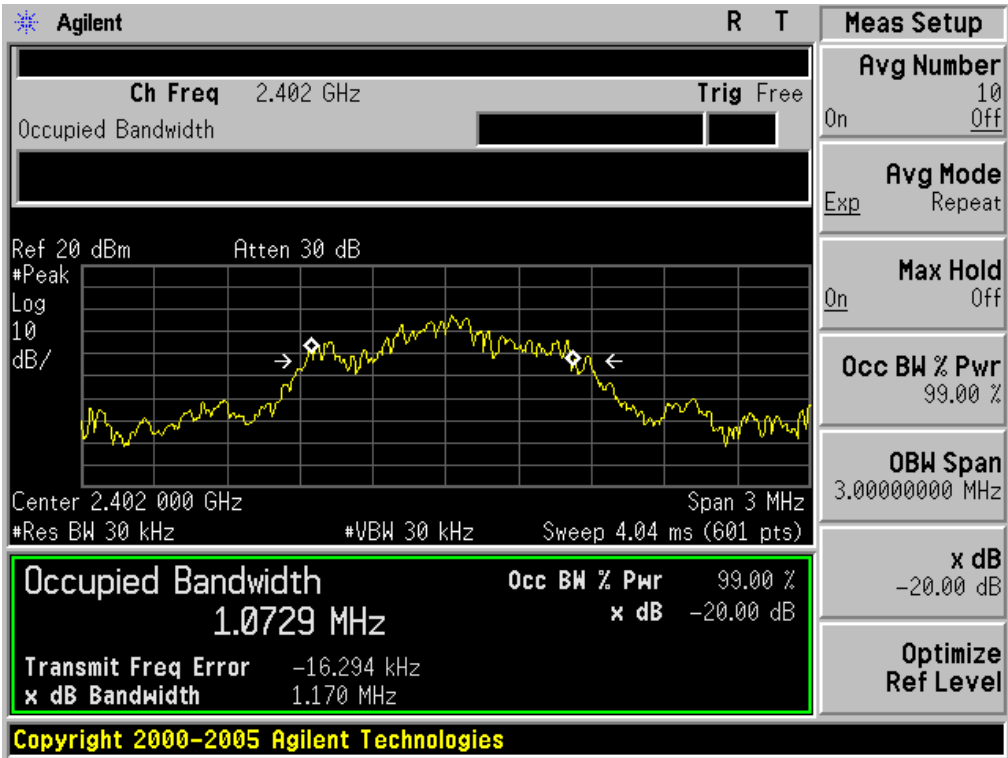 Agilent R T
Ch Freq 2.402 GHz Trig Free
Occupied Bandwidth
Ref 20 dBm Atten 30 dB
#Peak
Log
10
dB/
Center 2.402 000 GHz Span 3 MHz
#Res BW 30 kHz #VBW 30 kHz Sweep 4.04 ms (601 pts)
Occupied Bandwidth Occ BW % Pwr 99.00 %
1.0729 MHz x dB -20.00 dB
Transmit Freq Error -16.294 kHz
x dB Bandwidth 1.170 MHz
Copyright 2000-2005 Agilent Technologies
Meas Setup
Avg Number
10
On Off
Avg Mode
Exp Repeat
Max Hold
On Off
Occ BW % Pwr
99.00 %
OBW Span
3.00000000 MHz
x dB
-20.00 dB
Optimize
Ref Level